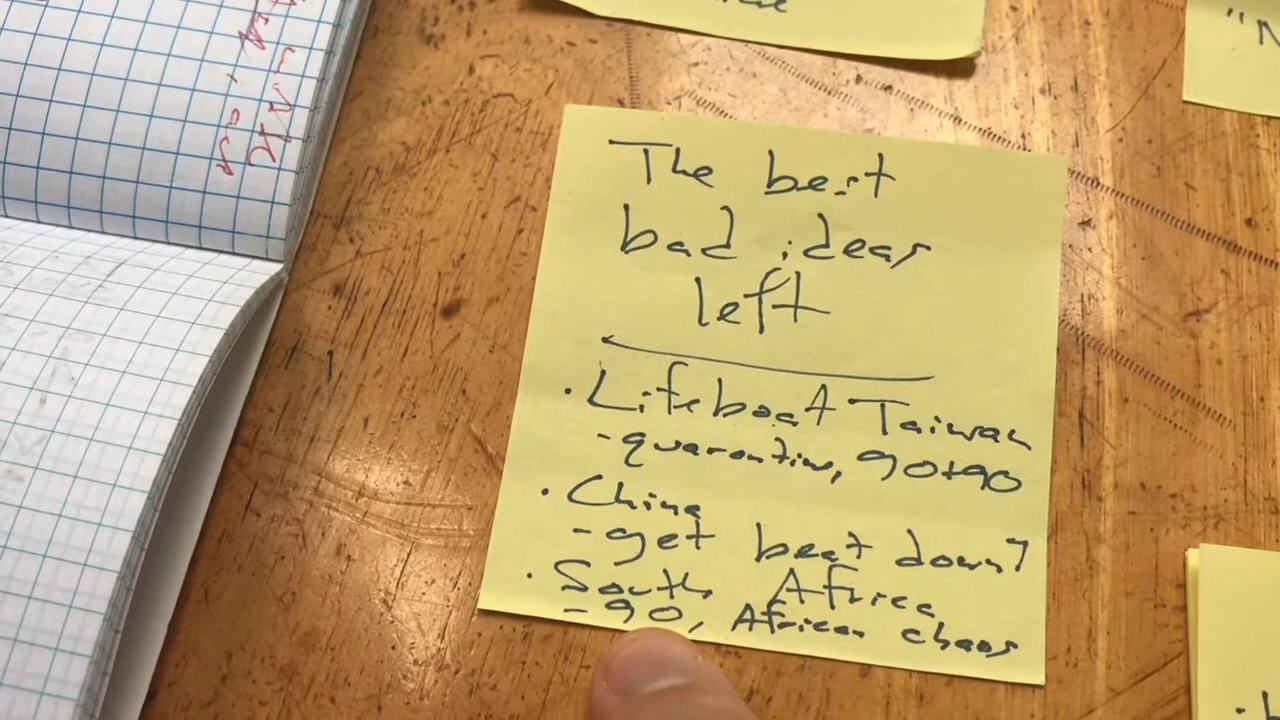 The best
bad ideas
left
· Lifeboat Taiwan
- quarantine, 90+90
· China
- get beat down?
· South Africa
- 90, African chaos
"N